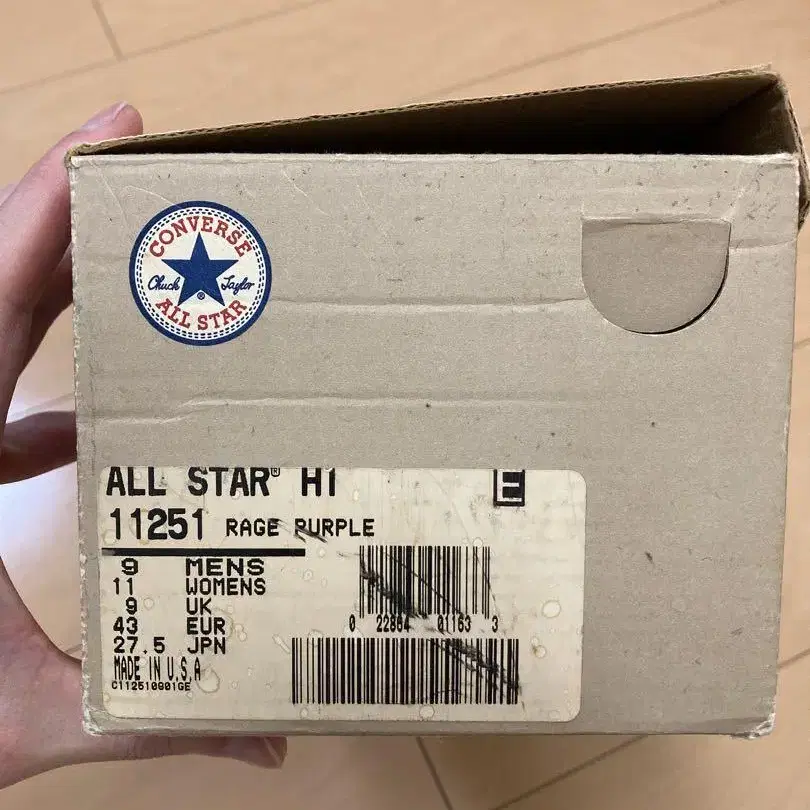 CONVERSE
Chuck Taylor
®
ALL STAR
ALL STAR® HI
E
11251 RAGE PURPLE
9 MENS
11 WOMENS
9 UK
43 EUR
27.5 JPN
MADE IN U.S.A
C112510901GE
0 22864 01163 3